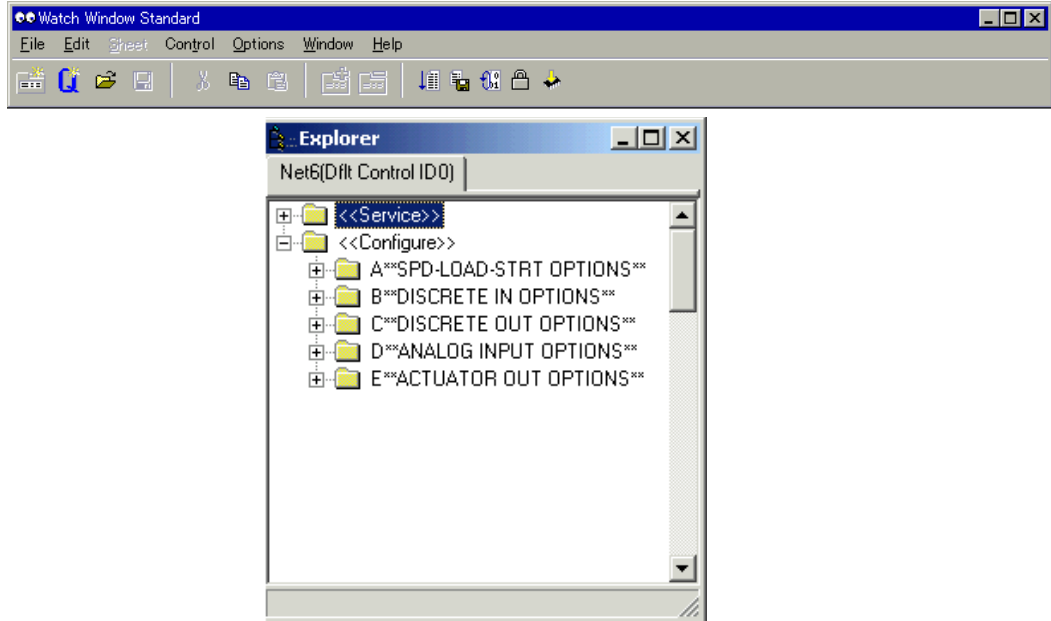 Watch Window Standard
File Edit Sheet Control Options Window Help
Explorer
Net6(Dflt Control ID0)
<<Service>>
<<Configure>>
A**SPD-LOAD-STRT OPTIONS**
B**DISCRETE IN OPTIONS**
C**DISCRETE OUT OPTIONS**
D**ANALOG INPUT OPTIONS**
E**ACTUATOR OUT OPTIONS**